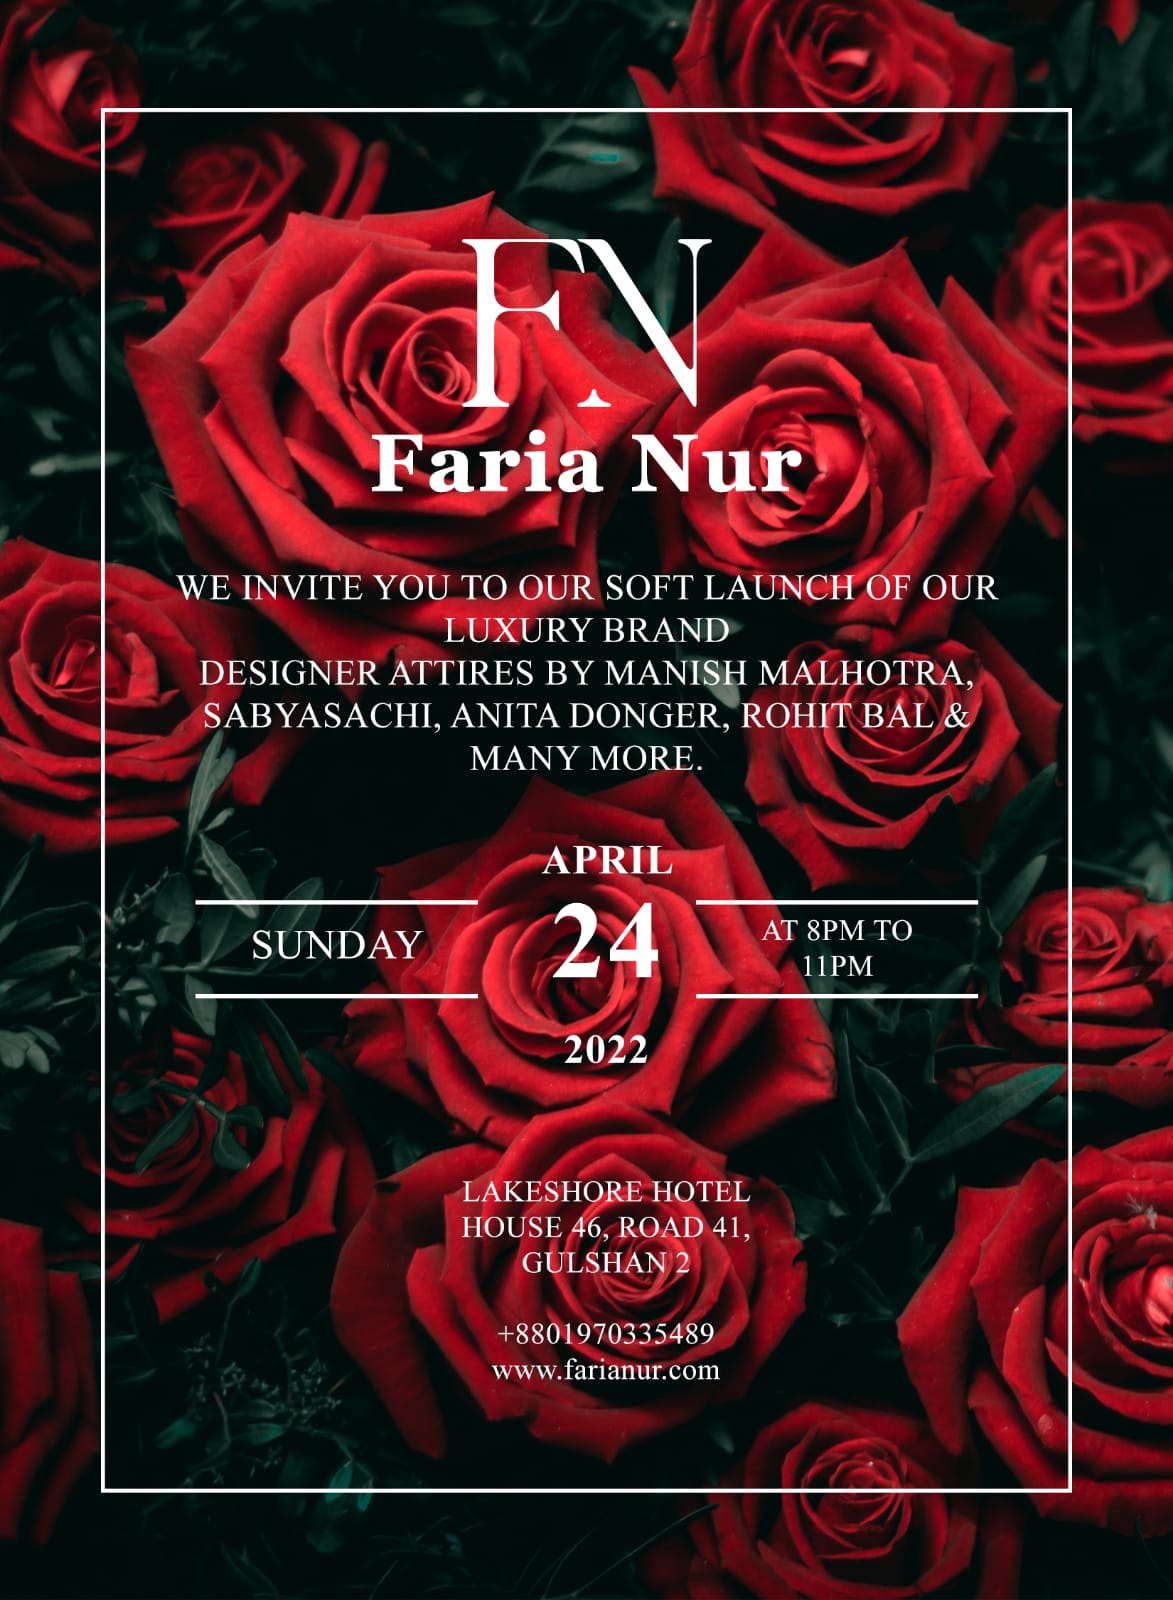 FN
Faria Nur
WE INVITE YOU TO OUR SOFT LAUNCH OF OUR
LUXURY BRAND
DESIGNER ATTIRES BY MANISH MALHOTRA,
SABYASACHI, ANITA DONGER, ROHIT BAL &
MANY MORE.
APRIL
SUNDAY
24
AT 8PM TO
11PM
2022
LAKESHORE HOTEL
HOUSE 46, ROAD 41,
GULSHAN 2
+8801970335489
www.farianur.com